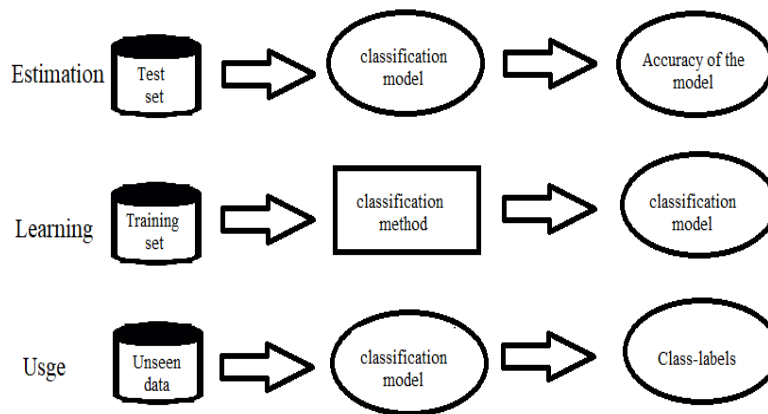 Estimation
Test
set
classification
model
Accuracy of the
model
Learning
Training
set
classification
method
classification
model
Usge
Unseen
data
classification
model
Class-labels